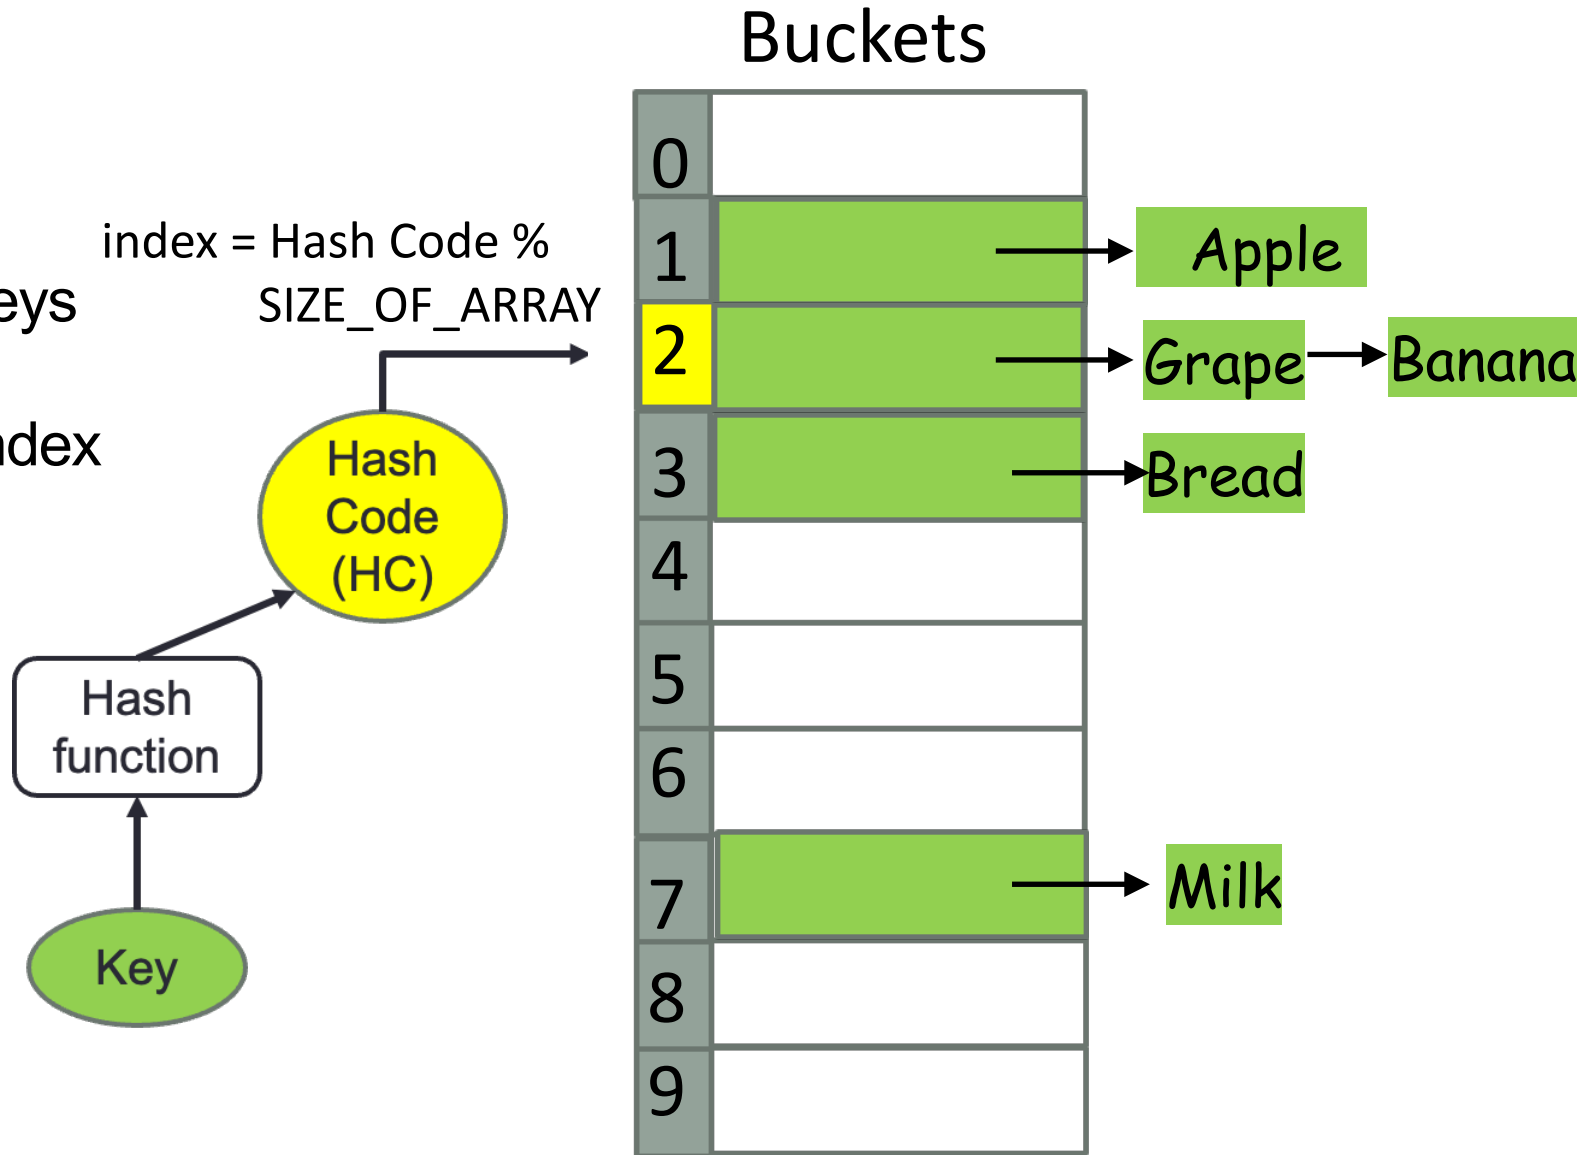 Buckets
index = Hash Code %
SIZE_OF_ARRAY
eys
ndex
Hash
Code
(HC)
Hash
function
Key
0
1 Apple
2 Grape Banana
3 Bread
4
5
6
7 Milk
8
9